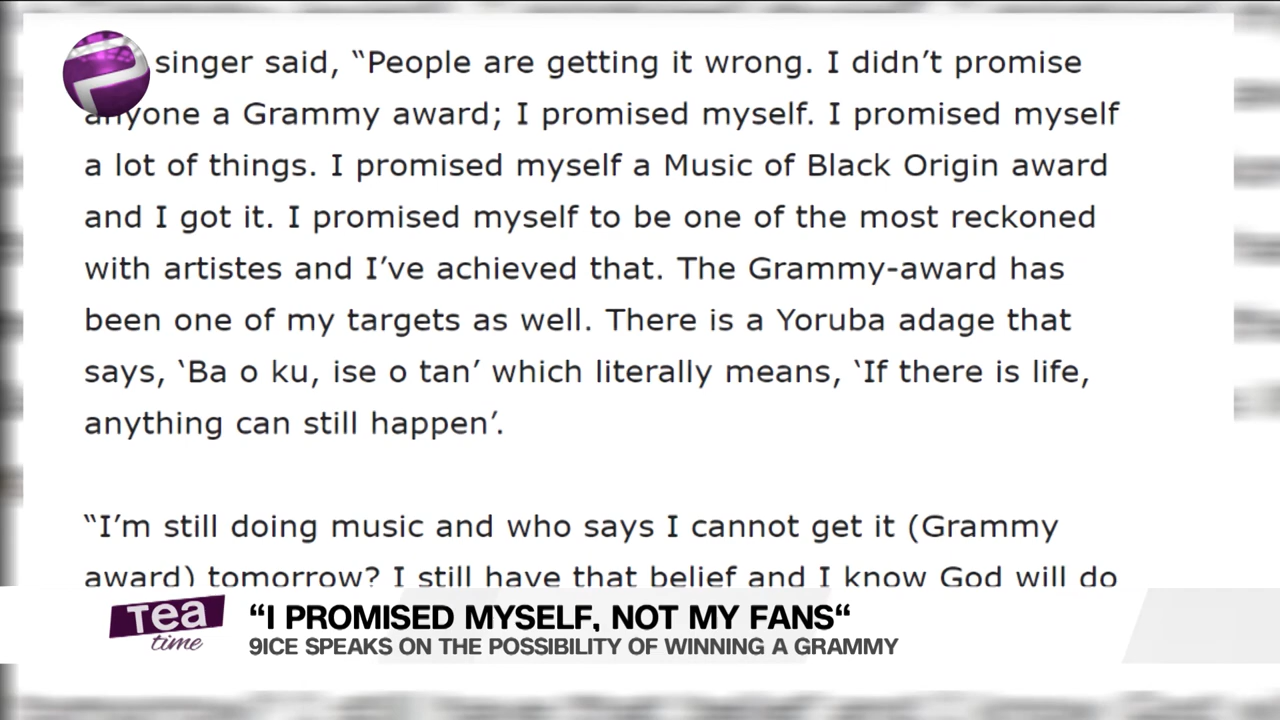 singer said, “People are getting it wrong. I didn’t promise
anyone a Grammy award; I promised myself. I promised myself
a lot of things. I promised myself a Music of Black Origin award
and I got it. I promised myself to be one of the most reckoned
with artistes and I’ve achieved that. The Grammy-award has
been one of my targets as well. There is a Yoruba adage that
says, ‘Ba o ku, ise o tan’ which literally means, ‘If there is life,
anything can still happen’.
“I’m still doing music and who says I cannot get it (Grammy
award) tomorrow? I still have that belief and I know God will do
Tea
time
“I PROMISED MYSELF, NOT MY FANS“
9ICE SPEAKS ON THE POSSIBILITY OF WINNING A GRAMMY